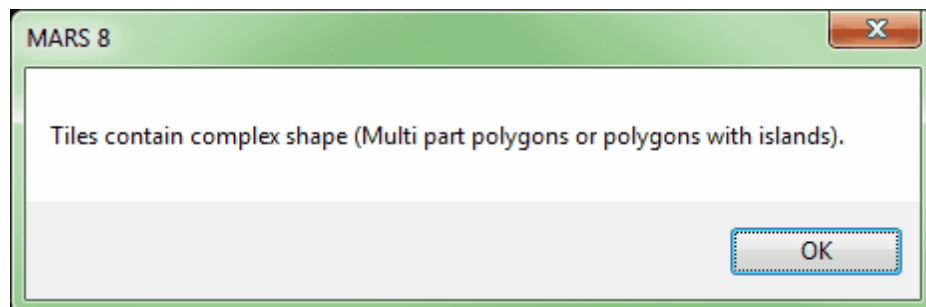 MARS 8
Tiles contain complex shape (Multi part polygons or polygons with islands).
OK